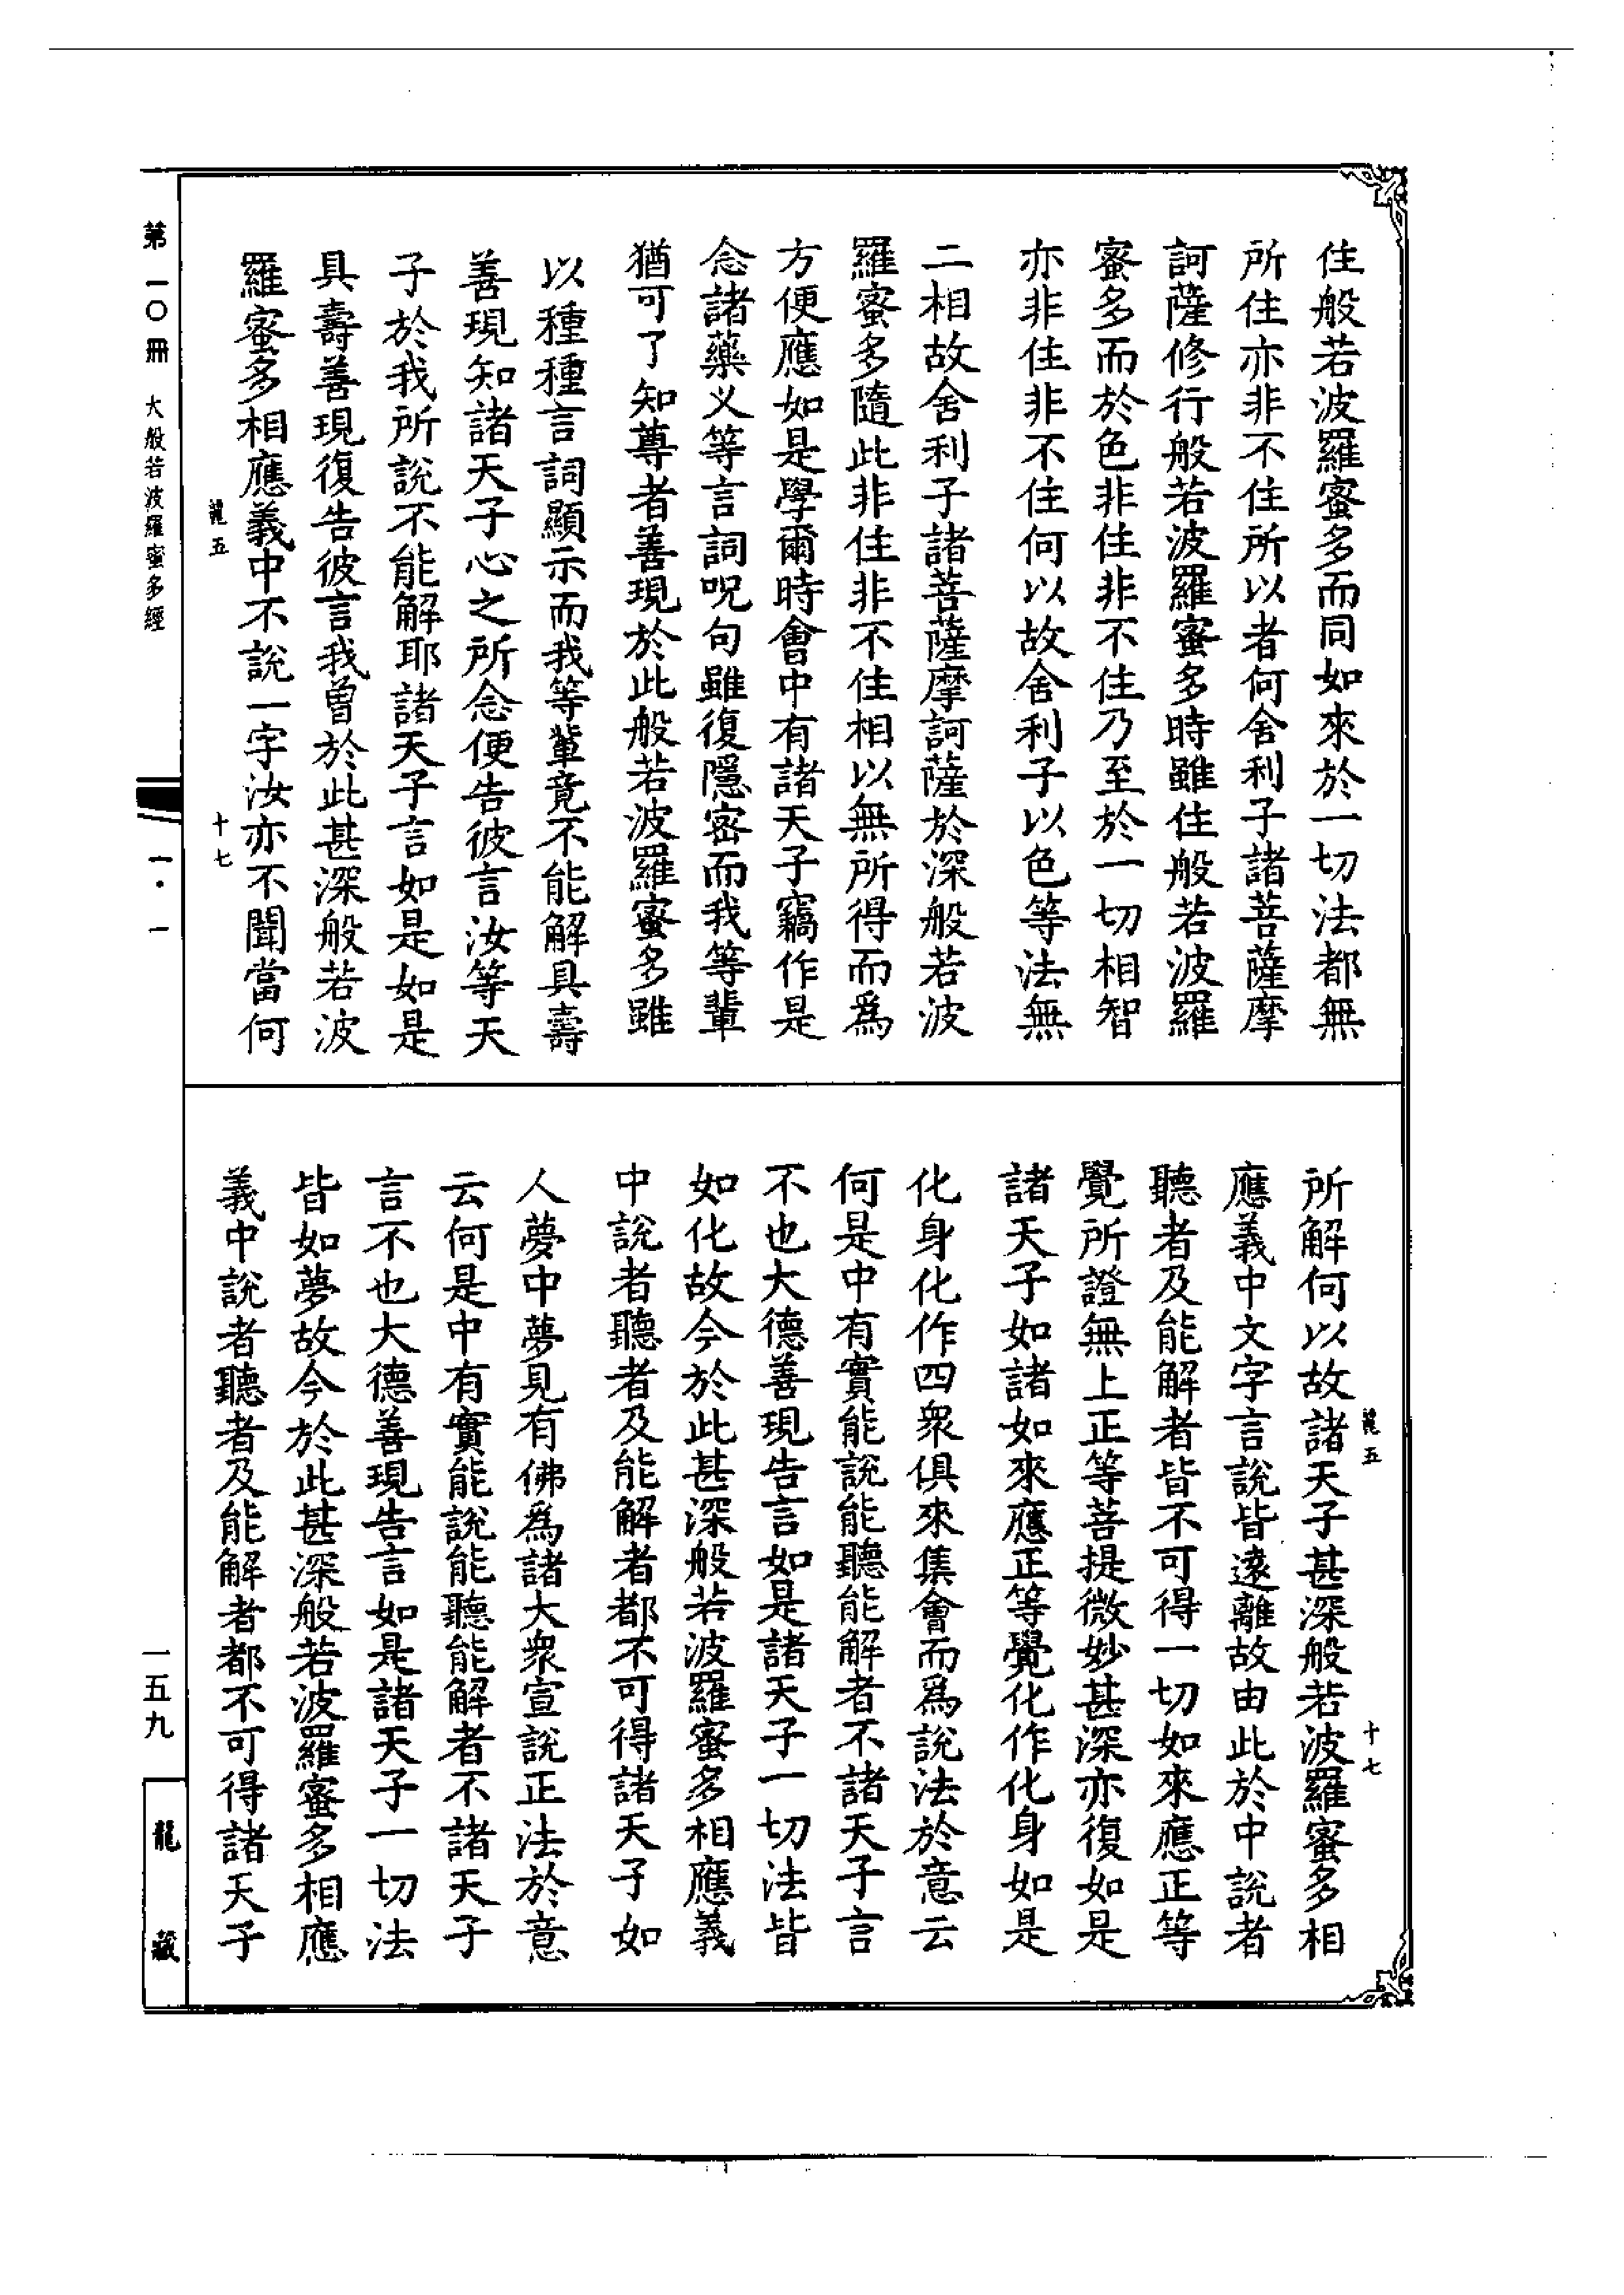 住般若波羅蜜多而同如來於一切法都無
所住亦非不住所以者何舍利子諸菩薩摩
訶薩修行般若波羅蜜多時雖住般若波羅
蜜多而於色非住非不住乃至於一切相智
亦非住非不住何以故舍利子以色等法無
二相故舍利子諸菩薩摩訶薩於深般若波
羅蜜多隨此非住非不住相以無所得而爲
方便應如是學爾時會中有諸天子竊作是
念諸藥义等言詞呪句雖復隱密而我等輩
猶可了知尊者善現於此般若波羅蜜多雖
以種種言詞顯示而我等輩竟不能解具壽
善現知諸天子心之所念便告彼言汝等天
子於我所說不能解耶諸天子言如是如是
具壽善現復告彼言我曾於此甚深般若波
羅蜜多相應義中不說一字汝亦不聞當何
龍五 十七
龍五 十七
所解何以故諸天子甚深般若波羅蜜多相
應義中文字言說皆遠離故由此於中說者
聽者及能解者皆不可得一切如來應正等
覺所證無上正等菩提微妙甚深亦復如是
諸天子如諸如來應正等覺化作化身如是
化身化作四衆俱來集會而爲說法於意云
何是中有實能說能聽能解者不諸天子言
不也大德善現告言如是諸天子一切法皆
如化故今於此甚深般若波羅蜜多相應義
中說者聽者及能解者都不可得諸天子如
人夢中夢見有佛為諸大衆宣說正法於意
云何是中有實能說能聽能解者不諸天子
言不也大德善現告言如是諸天子一切法
皆如夢故今於此甚深般若波羅蜜多相應
義中說者聽者及能解者都不可得諸天子
第一〇冊 大般若波羅蜜多經
一·一
一五九
龍藏